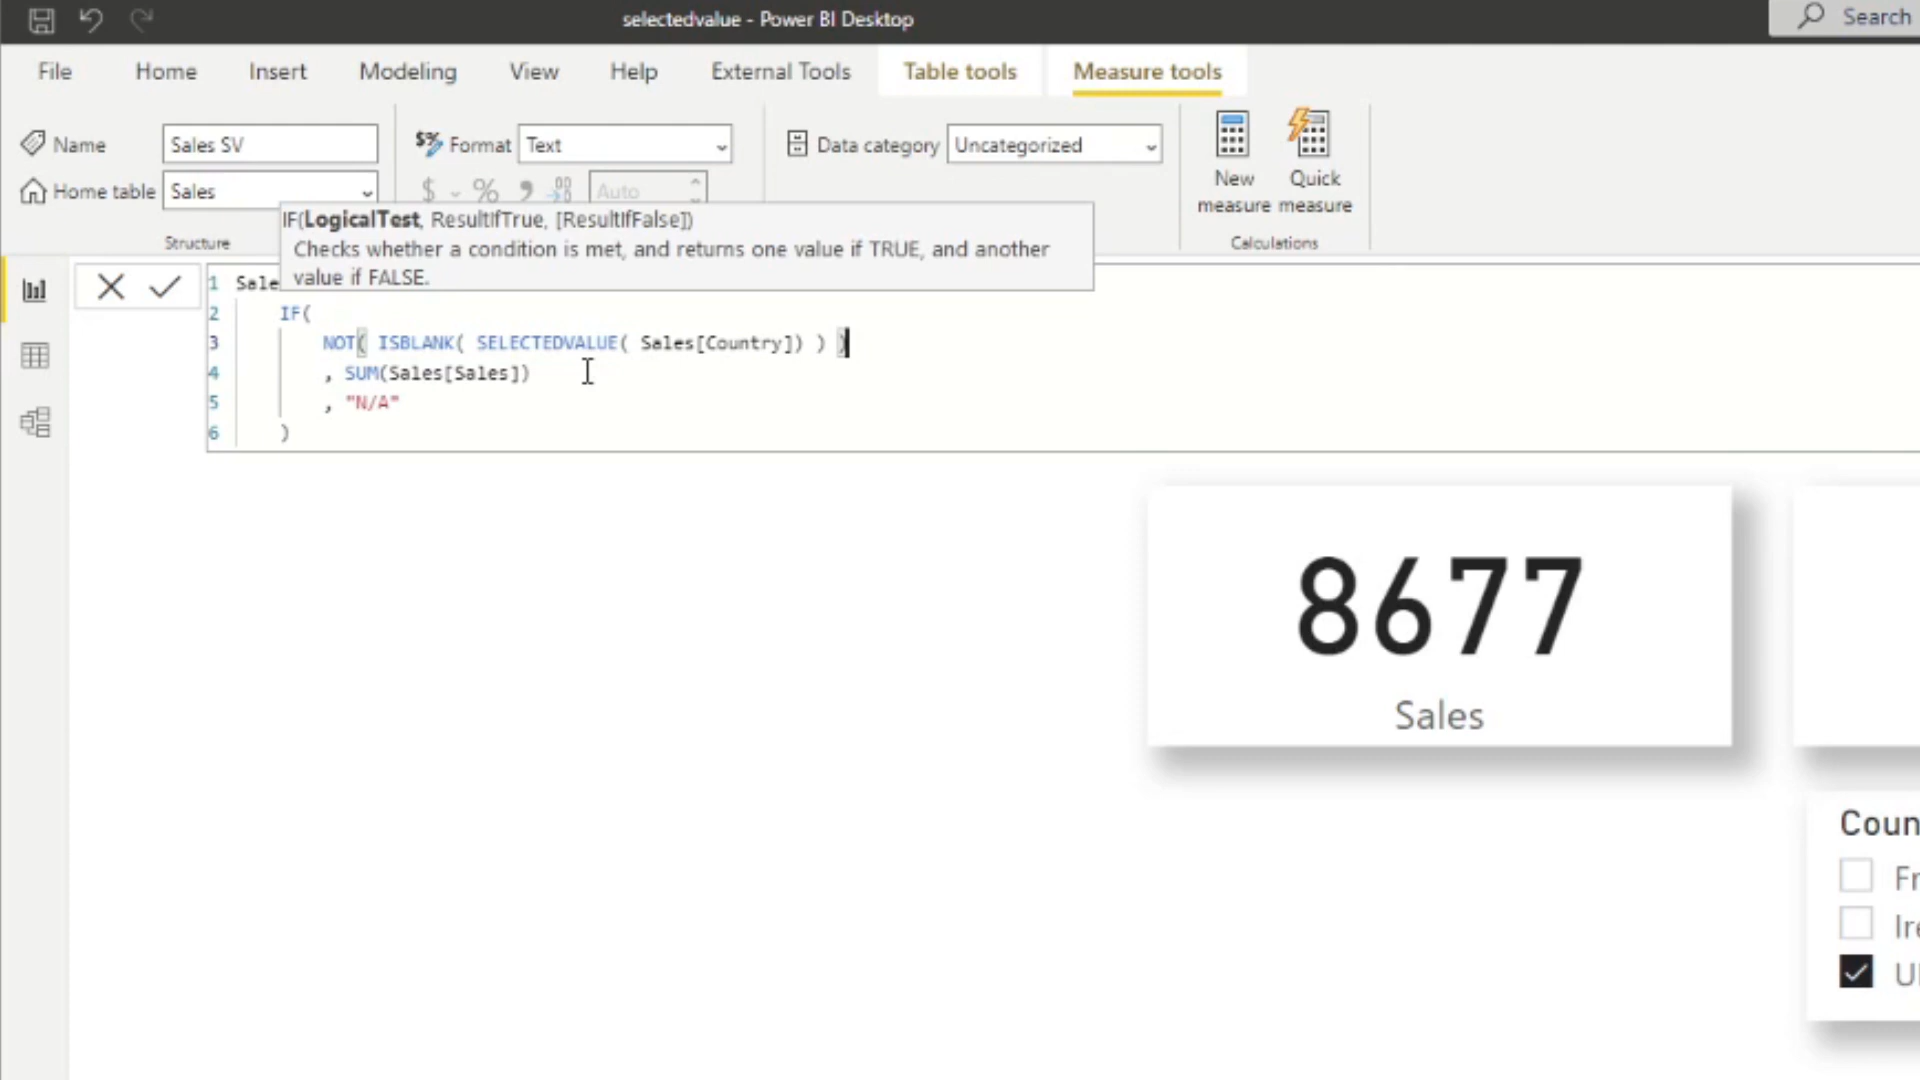 selectedvalue - Power BI Desktop
Search
File Home Insert Modeling View Help External Tools Table tools Measure tools
Name Sales SV Format Text Data category Uncategorized
Home table Sales $ % Auto
New measure
Quick measure
Structure
Calculations
IF(LogicalTest, ResultIfTrue, [ResultIfFalse])
Checks whether a condition is met, and returns one value if TRUE, and another
value if FALSE.
1 Sale
2 IF(
3 NOT( ISBLANK( SELECTEDVALUE( Sales[Country]) ) )
4 , SUM(Sales[Sales])
5 , "N/A"
6 )
8677
Sales
Coun
Fr
Ire